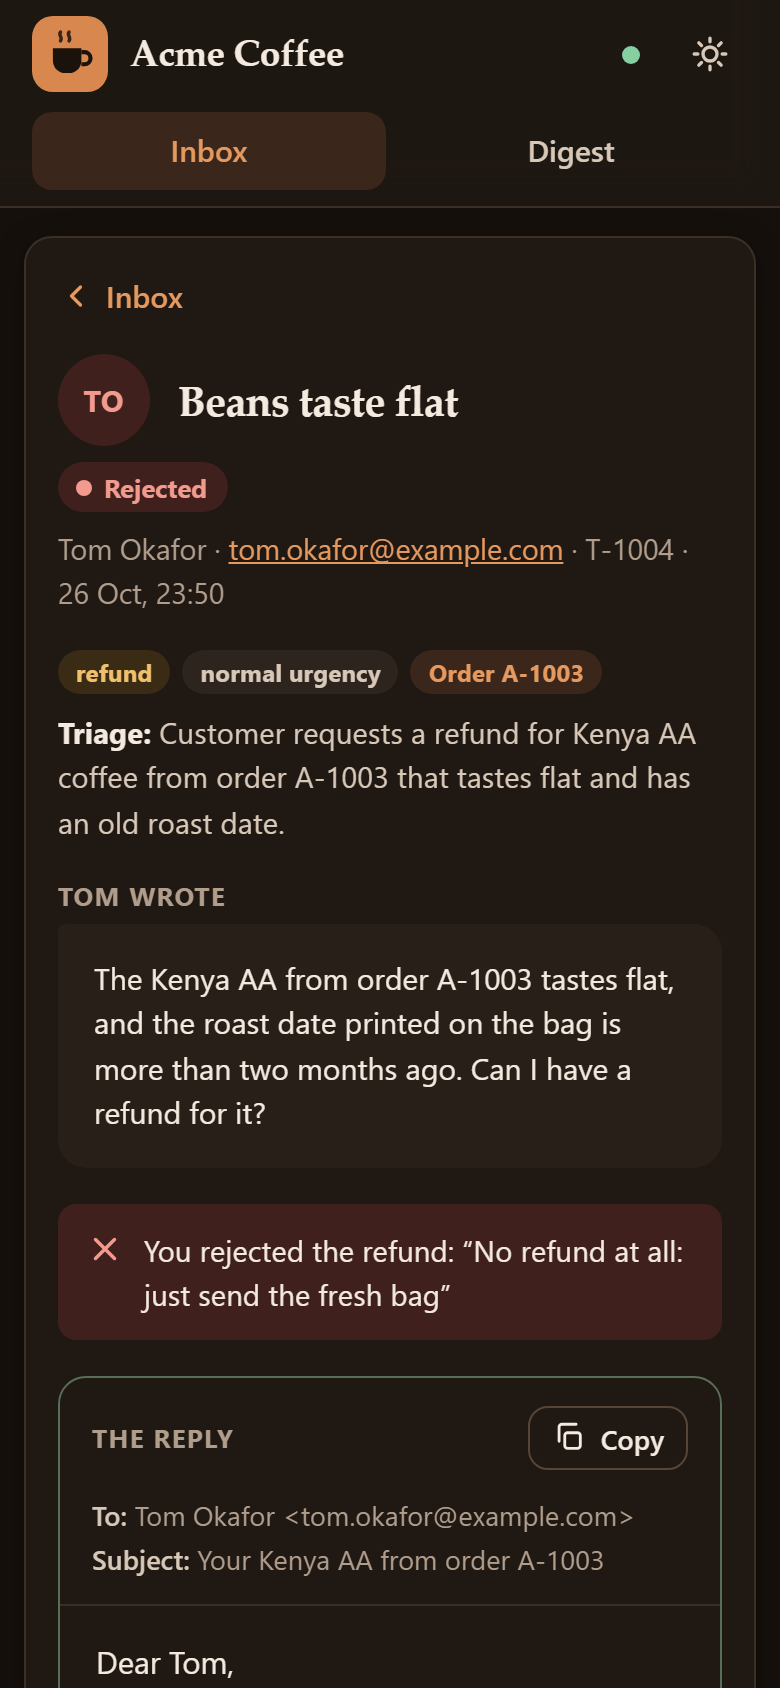 Acme Coffee
Inbox
Digest
Inbox
TO
Beans taste flat
Rejected
Tom Okafor · tom.okafor@example.com · T-1004 ·
26 Oct, 23:50
refund
normal urgency
Order A-1003
Triage: Customer requests a refund for Kenya AA
coffee from order A-1003 that tastes flat and has
an old roast date.
TOM WROTE
The Kenya AA from order A-1003 tastes flat,
and the roast date printed on the bag is
more than two months ago. Can I have a
refund for it?
You rejected the refund: “No refund at all:
just send the fresh bag”
THE REPLY
Copy
To: Tom Okafor <tom.okafor@example.com>
Subject: Your Kenya AA from order A-1003
Dear Tom,